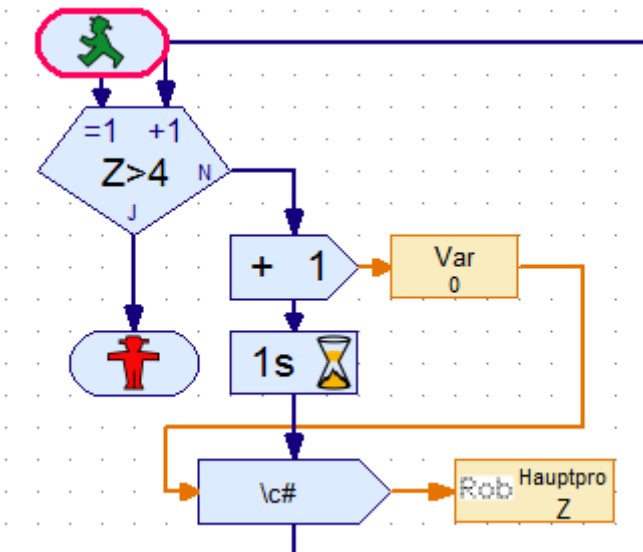 =1 +1
Z>4
N
J
+ 1
Var
0
1s
\c#
Rob Hauptpro
Z